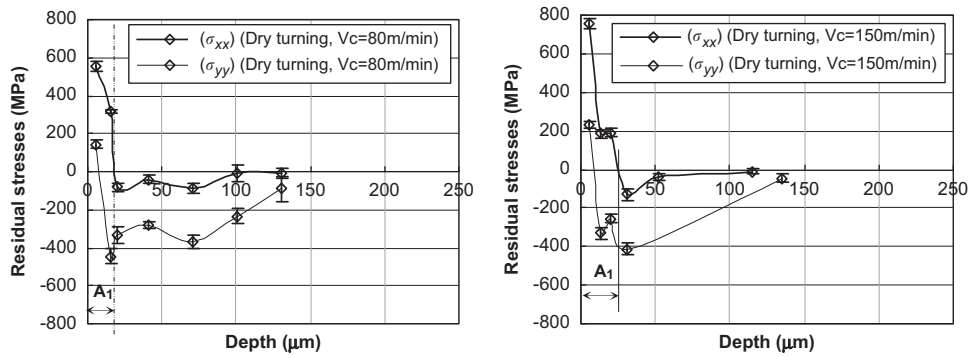 800
600
400
200
0
-200
-400
-600
-800
Residual stresses (MPa)
(σxx) (Dry turning, Vc=80m/min)
(σyy) (Dry turning, Vc=80m/min)
0 50 100 150 200 250
A1
Depth (μm)
800
600
400
200
0
-200
-400
-600
-800
Residual stresses (MPa)
(σxx) (Dry turning, Vc=150m/min)
(σyy) (Dry turning, Vc=150m/min)
0 50 100 150 200 250
A1
Depth (μm)